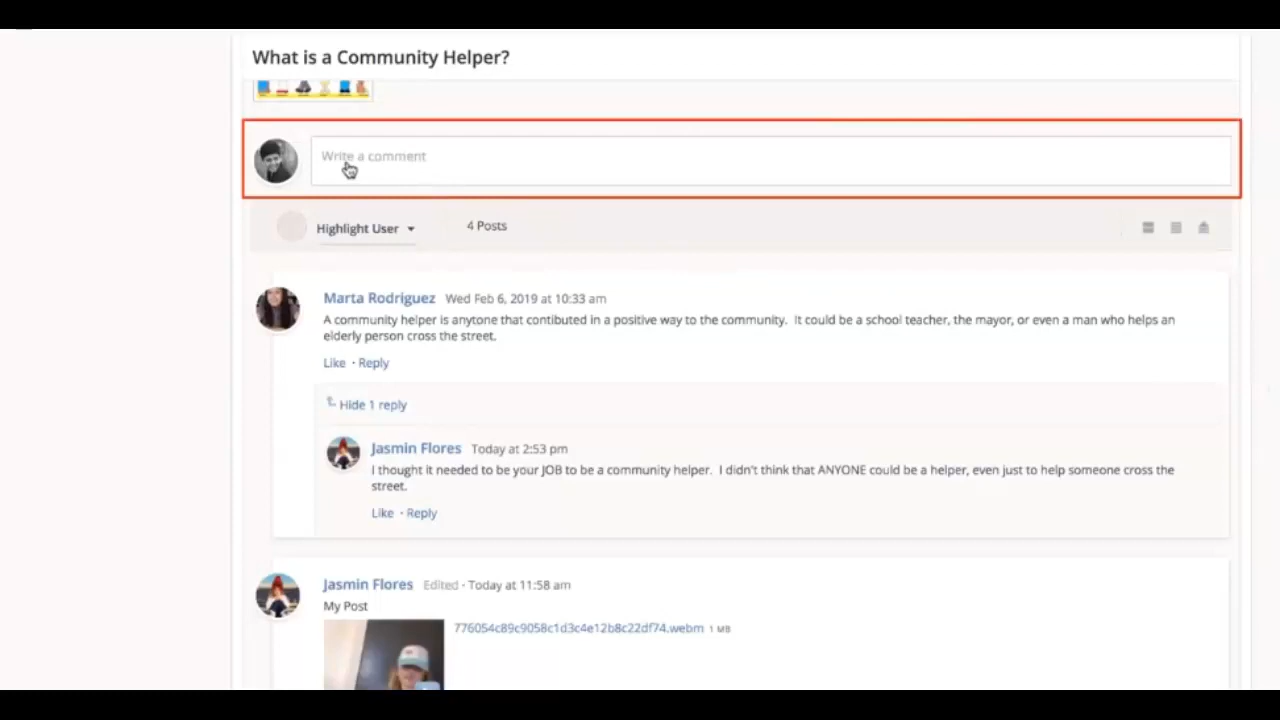 What is a Community Helper?
Write a comment
Highlight User
4 Posts
Marta Rodriguez Wed Feb 6, 2019 at 10:33 am
A community helper is anytone that contibuted in a positive way to the community. It could be a school teacher, the mayor, or even a man who helps an
elderly person cross the street.
Like · Reply
Hide 1 reply
Jasmin Flores Today at 2:53 pm
I thought it needed to be your JOB to be a community helper. I didn't think that ANYONE could be a helper, even just to help someone cross the
street.
Like · Reply
Jasmin Flores Edited · Today at 11:58 am
My Post
776054c89c9058c1d3c4e12b8c22df74.webm 1 MB